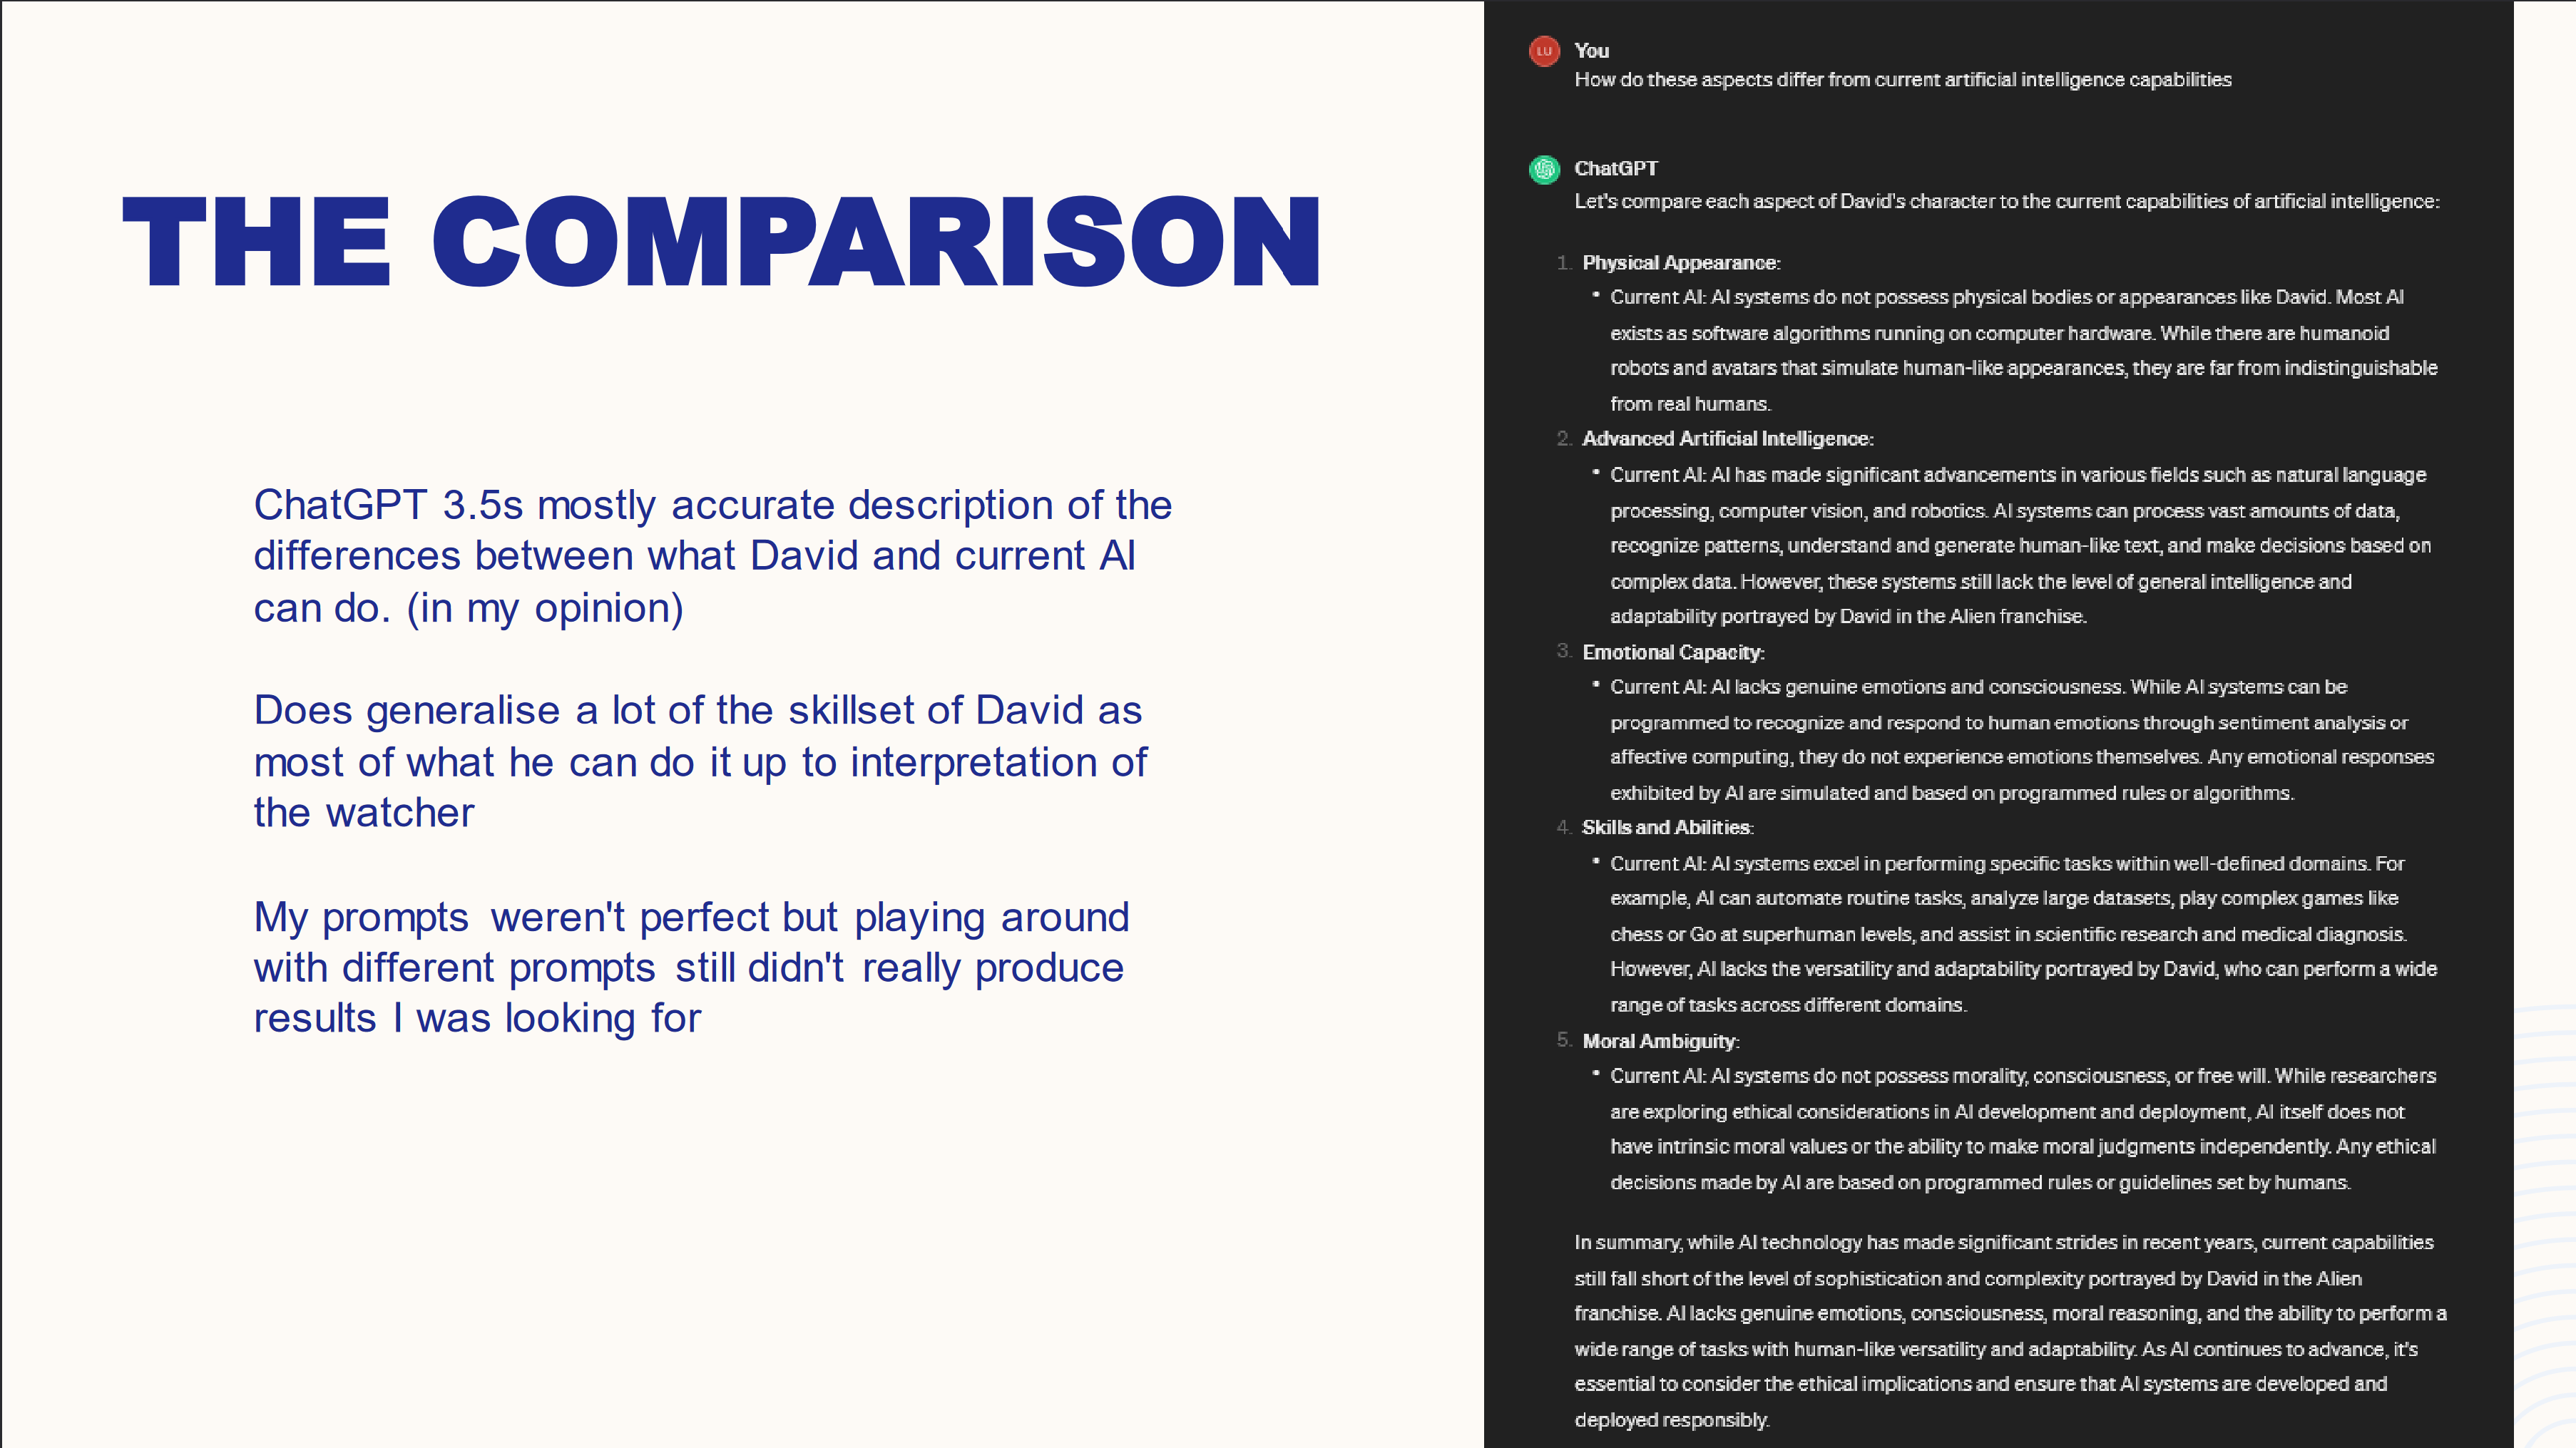 THE COMPARISON
ChatGPT 3.5s mostly accurate description of the
differences between what David and current AI
can do. (in my opinion)
Does generalise a lot of the skillset of David as
most of what he can do it up to interpretation of
the watcher
My prompts weren't perfect but playing around
with different prompts still didn't really produce
results I was looking for
LU
You
How do these aspects differ from current artificial intelligence capabilities
ChatGPT
Let's compare each aspect of David's character to the current capabilities of artificial intelligence:
1. Physical Appearance:
• Current AI: AI systems do not possess physical bodies or appearances like David. Most AI
exists as software algorithms running on computer hardware. While there are humanoid
robots and avatars that simulate human-like appearances, they are far from indistinguishable
from real humans.
2. Advanced Artificial Intelligence:
• Current AI: AI has made significant advancements in various fields such as natural language
processing, computer vision, and robotics. AI systems can process vast amounts of data,
recognize patterns, understand and generate human-like text, and make decisions based on
complex data. However, these systems still lack the level of general intelligence and
adaptability portrayed by David in the Alien franchise.
3. Emotional Capacity:
• Current AI: AI lacks genuine emotions and consciousness. While AI systems can be
programmed to recognize and respond to human emotions through sentiment analysis or
affective computing, they do not experience emotions themselves. Any emotional responses
exhibited by AI are simulated and based on programmed rules or algorithms.
4. Skills and Abilities:
• Current AI: AI systems excel in performing specific tasks within well-defined domains. For
example, AI can automate routine tasks, analyze large datasets, play complex games like
chess or Go at superhuman levels, and assist in scientific research and medical diagnosis.
However, AI lacks the versatility and adaptability portrayed by David, who can perform a wide
range of tasks across different domains.
5. Moral Ambiguity:
• Current AI: AI systems do not possess morality, consciousness, or free will. While researchers
are exploring ethical considerations in AI development and deployment, AI itself does not
have intrinsic moral values or the ability to make moral judgments independently. Any ethical
decisions made by AI are based on programmed rules or guidelines set by humans.
In summary, while AI technology has made significant strides in recent years, current capabilities
still fall short of the level of sophistication and complexity portrayed by David in the Alien
franchise. AI lacks genuine emotions, consciousness, moral reasoning, and the ability to perform a
wide range of tasks with human-like versatility and adaptability. As AI continues to advance, it's
essential to consider the ethical implications and ensure that AI systems are developed and
deployed responsibly.